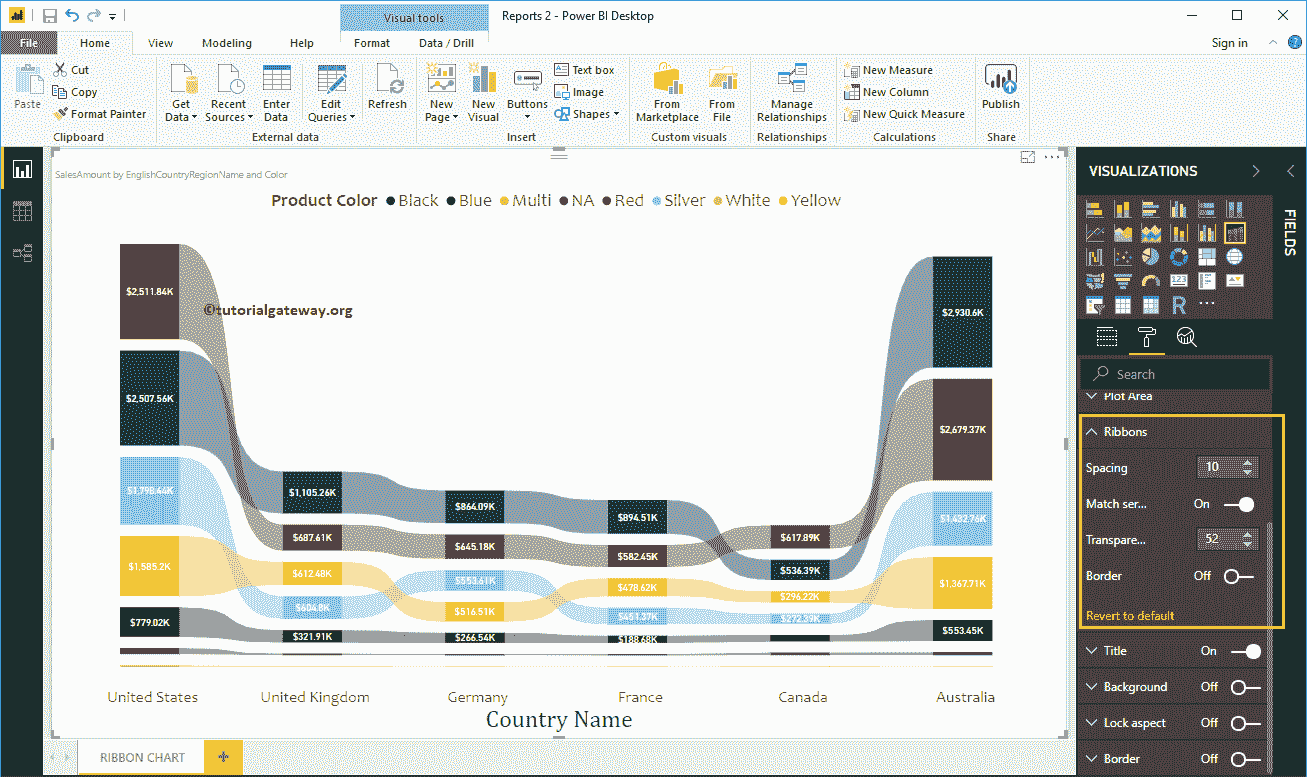 Visual tools
Reports 2 - Power BI Desktop
File Home View Modeling Help Format Data / Drill Sign in
Paste
Cut
Copy
Format Painter
Clipboard
Get Data
Recent Sources
Enter Data
Edit Queries
External data
Refresh
New Page
New Visual
Buttons
Text box
Image
Shapes
Insert
From Marketplace
From File
Custom visuals
Manage Relationships
Relationships
New Measure
New Column
New Quick Measure
Calculations
Publish
Share
SalesAmount by EnglishCountryRegionName and Color
Product Color Black Blue Multi NA Red Silver White Yellow
©tutorialgateway.org
$2,511.84K
$2,507.56K
$1,585.2K
$779.02K
$1,105.26K
$687.61K
$612.48K
$604.8K
$321.91K
$864.09K
$645.18K
$553.61K
$516.51K
$266.54K
$894.51K
$582.45K
$478.62K
$188.68K
$617.89K
$536.39K
$296.22K
$272.39K
$2,930.6K
$2,679.37K
$1,367.71K
$553.45K
United States United Kingdom Germany France Canada Australia
Country Name
RIBBON CHART
VISUALIZATIONS
FIELDS
123
R
Search
Plot Area
Ribbons
Spacing 10
Match ser... On
Transpare... 52
Border Off
Revert to default
Title On
Background Off
Lock aspect Off
Border Off